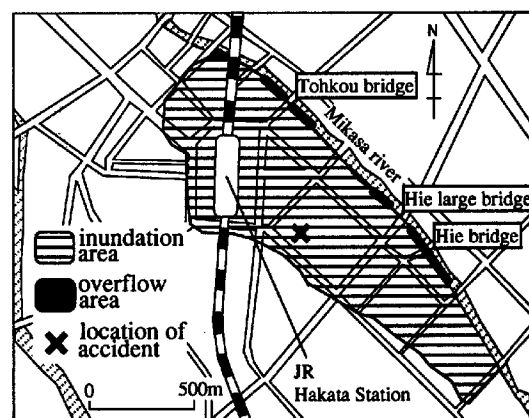 N
Tohkou bridge
Mikasa river
Hie large bridge
Hie bridge
inundation
area
overflow
area
location of
accident
0 500m
JR
Hakata Station